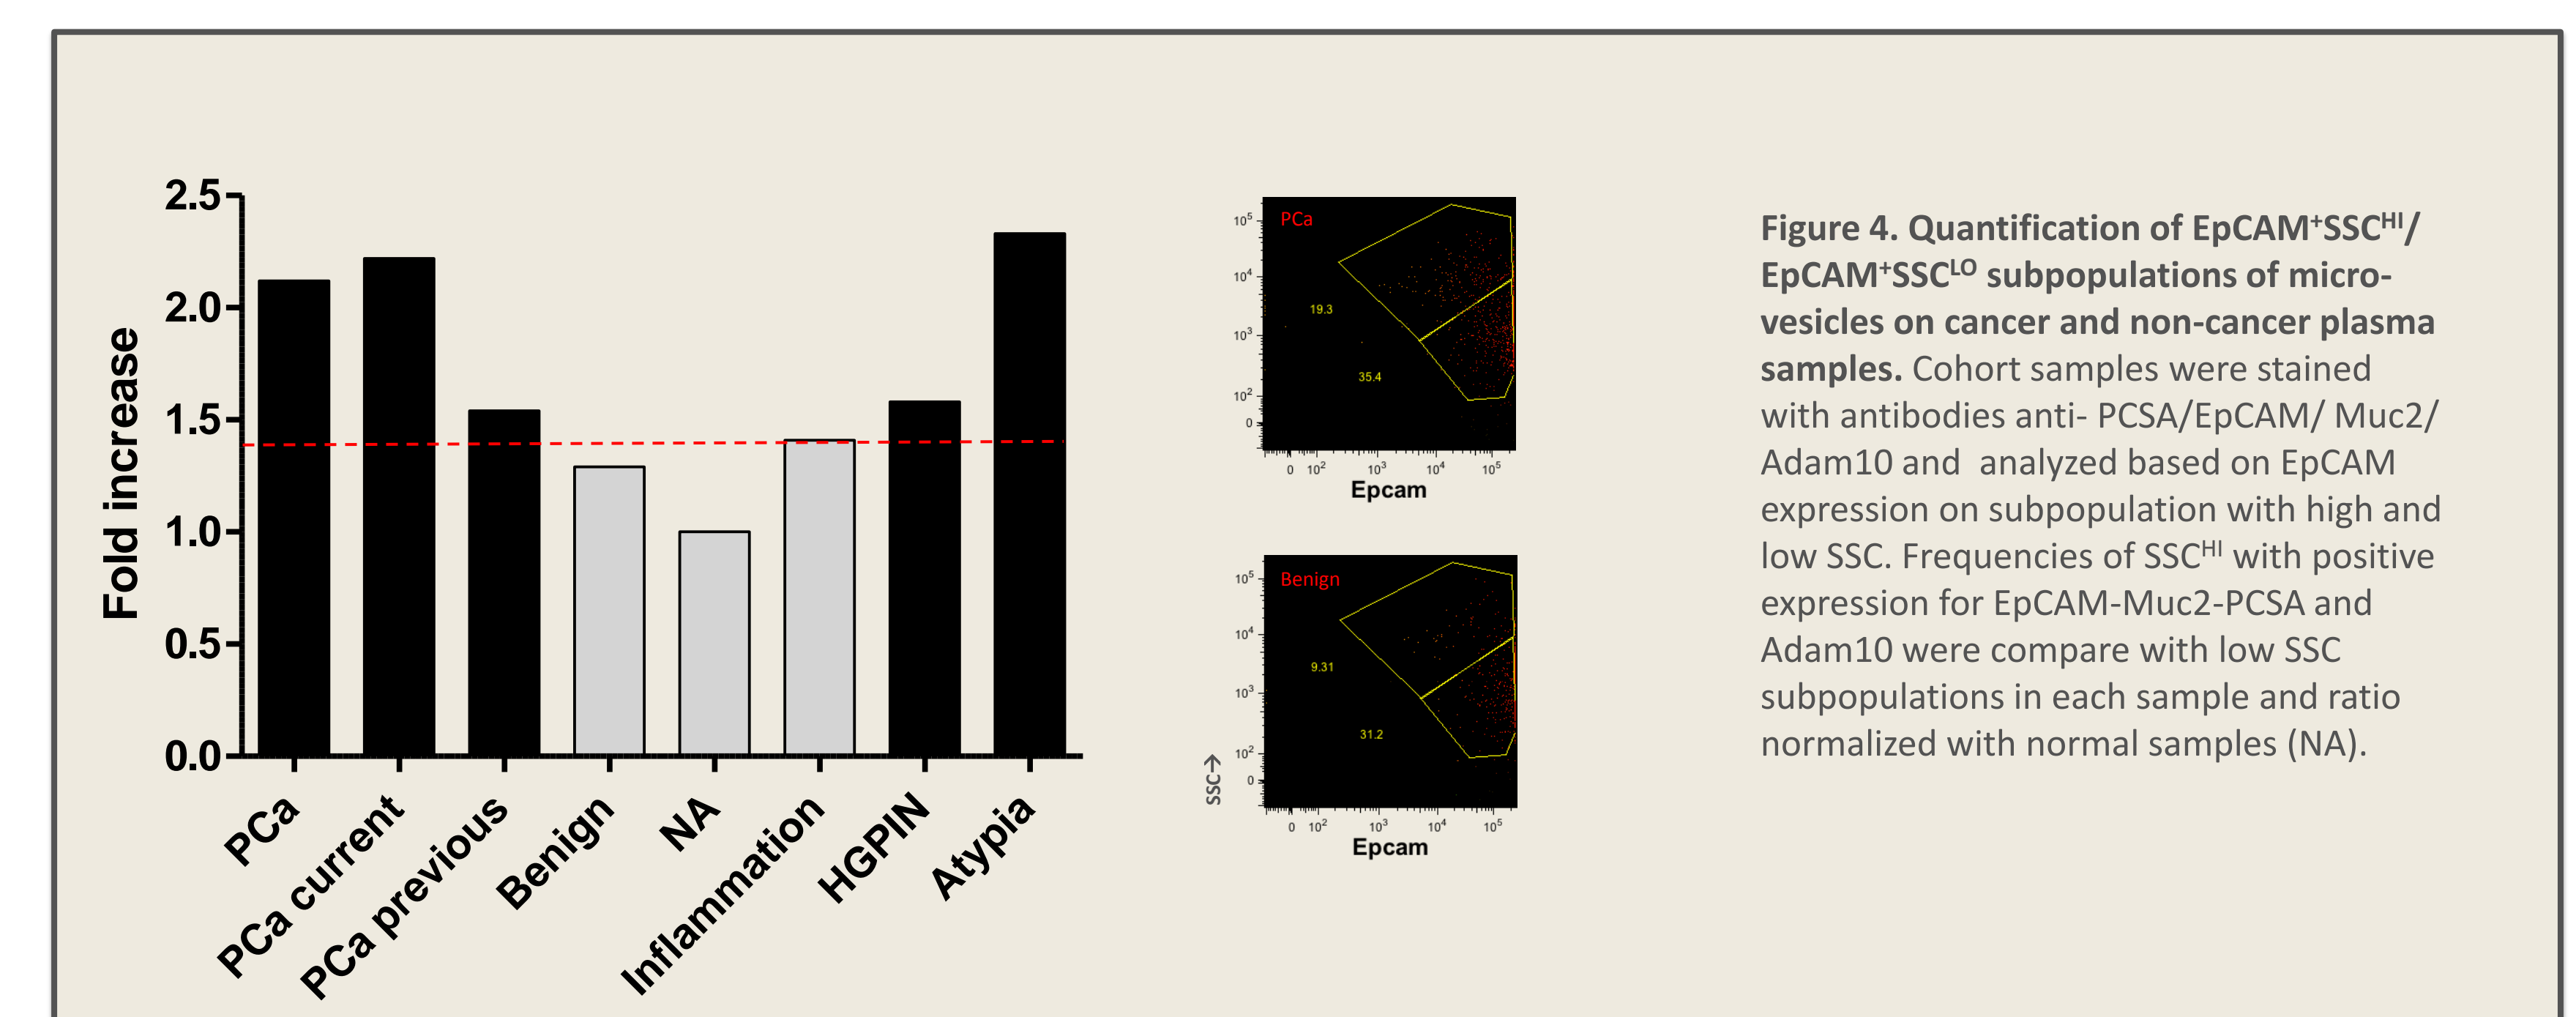 2.5
2.0
1.5
1.0
0.5
0.0
Fold increase
PCa
PCa current
PCa previous
Benign
NA
Inflammation
HGPIN
Atypia
PCa
10⁵
10⁴
10³
10²
0
19.3
35.4
0 10² 10³ 10⁴ 10⁵
Epcam
Benign
10⁵
10⁴
10³
10²
0
9.31
31.2
SSC→
0 10² 10³ 10⁴ 10⁵
Epcam
Figure 4. Quantification of EpCAM⁺SSCᴴᴵ/
EpCAM⁺SSCᴸᴼ subpopulations of micro-
vesicles on cancer and non-cancer plasma
samples. Cohort samples were stained
with antibodies anti- PCSA/EpCAM/ Muc2/
Adam10 and  analyzed based on EpCAM
expression on subpopulation with high and
low SSC. Frequencies of SSCᴴᴵ with positive
expression for EpCAM-Muc2-PCSA and
Adam10 were compare with low SSC
subpopulations in each sample and ratio
normalized with normal samples (NA).